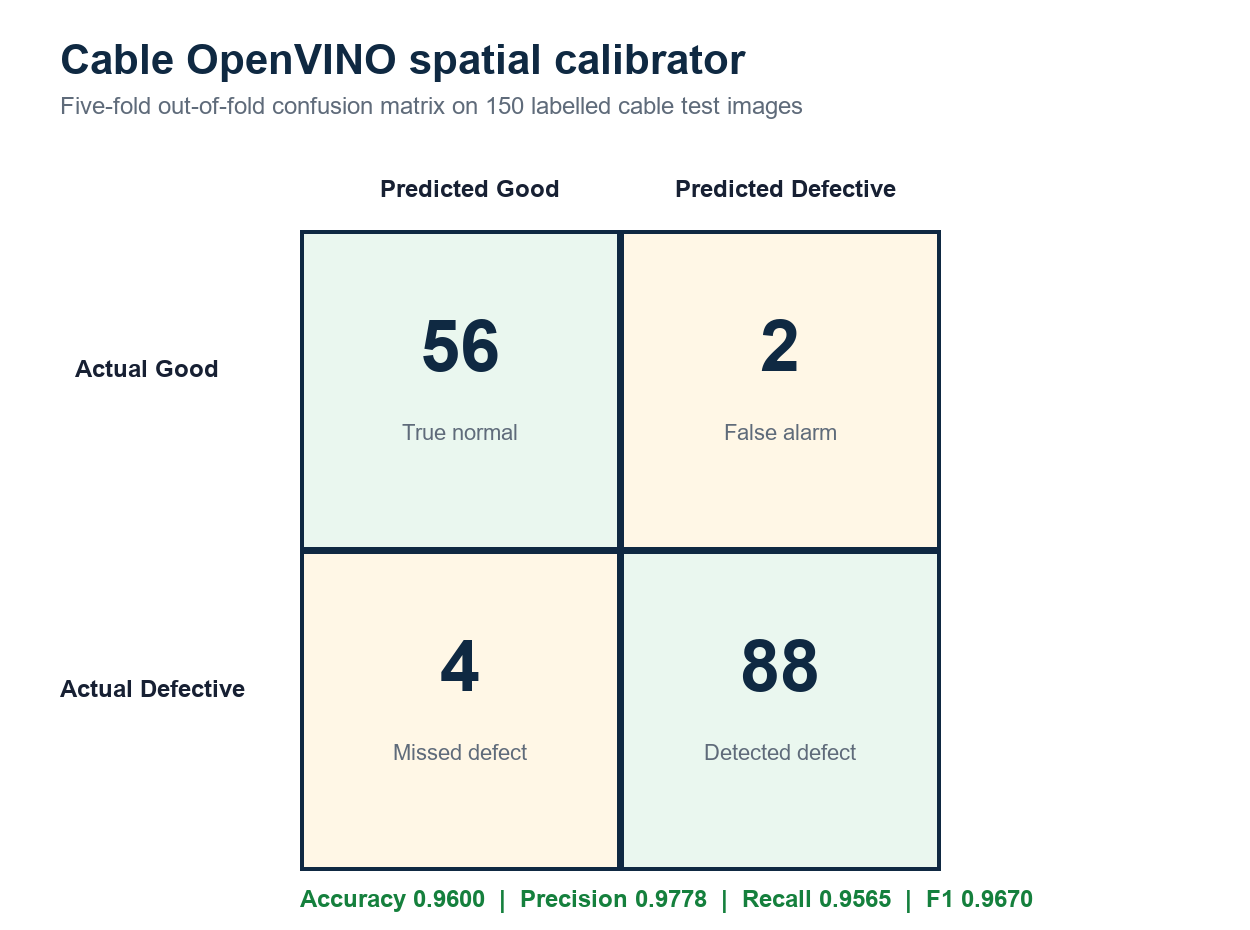 Cable OpenVINO spatial calibrator
Five-fold out-of-fold confusion matrix on 150 labelled cable test images
Predicted Good
Predicted Defective
Actual Good
56
True normal
2
False alarm
Actual Defective
4
Missed defect
88
Detected defect
Accuracy 0.9600 | Precision 0.9778 | Recall 0.9565 | F1 0.9670